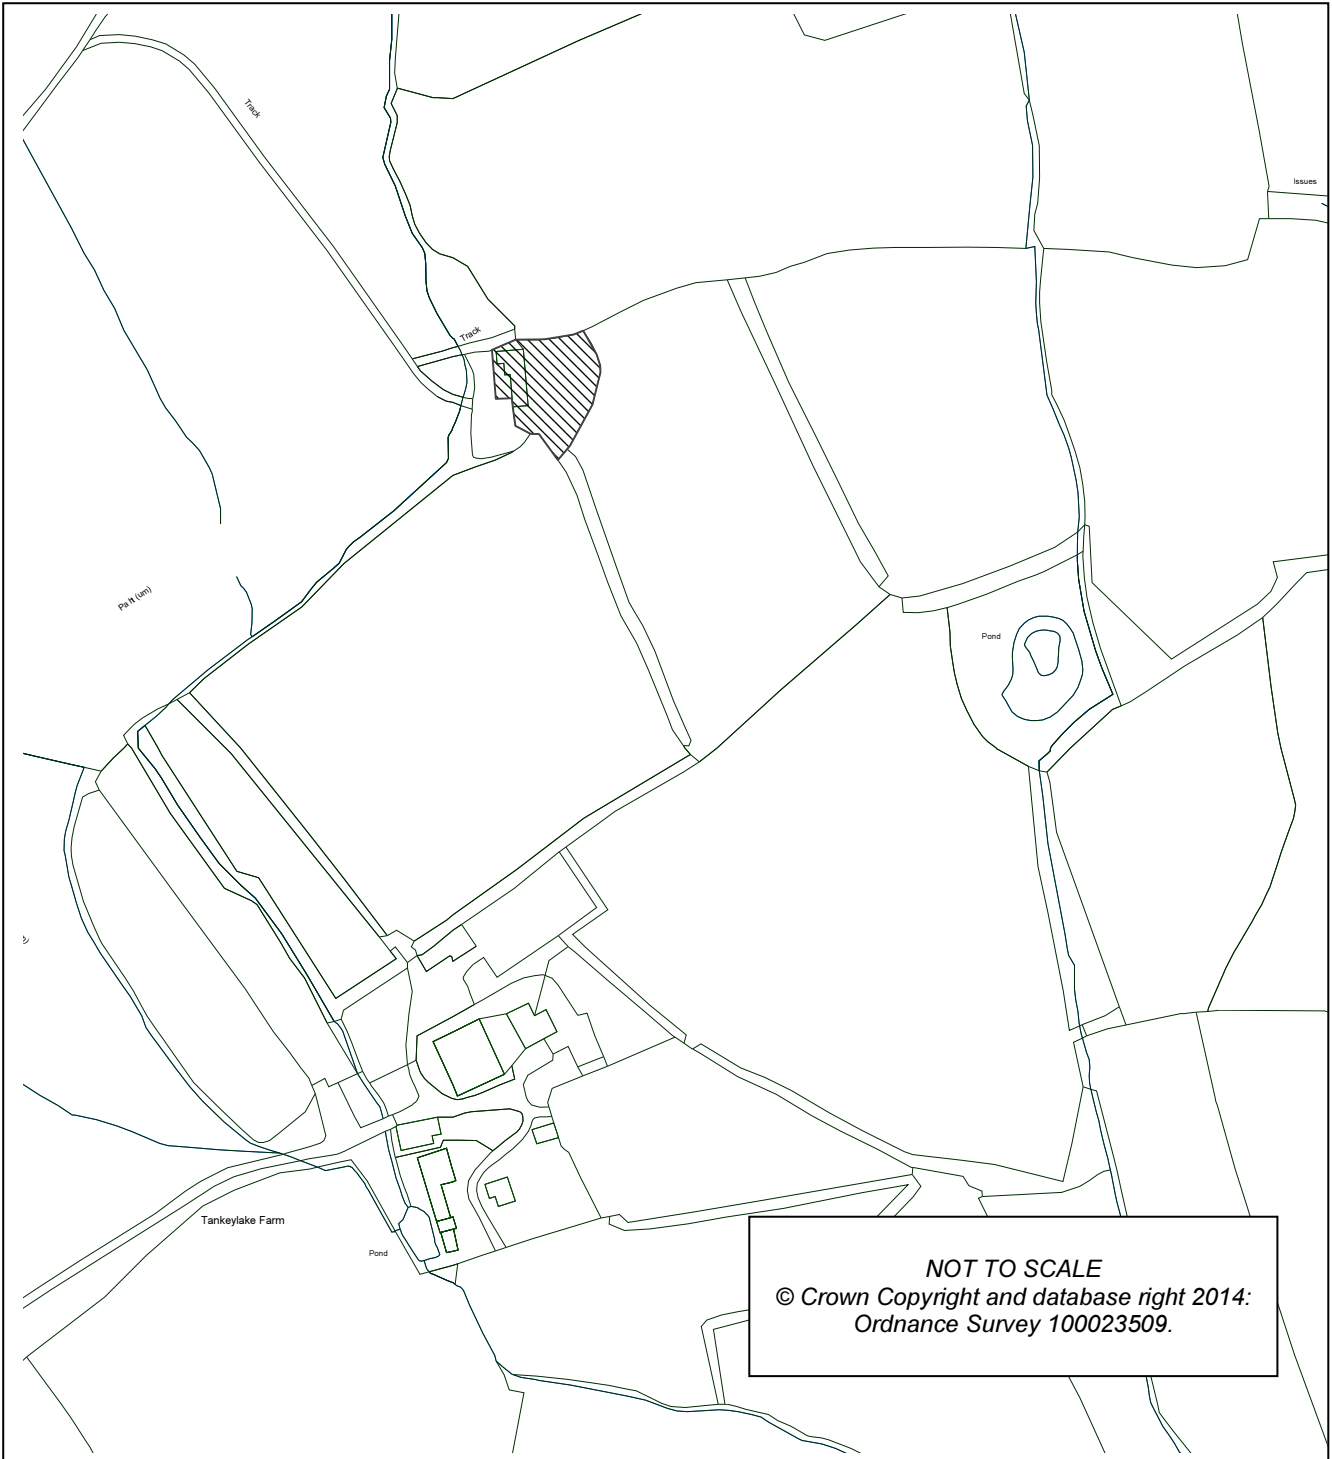 Track
Issues
Track
Pa ft (um)
Pond
Tankeylake Farm
Pond
NOT TO SCALE
© Crown Copyright and database right 2014:
Ordnance Survey 100023509.